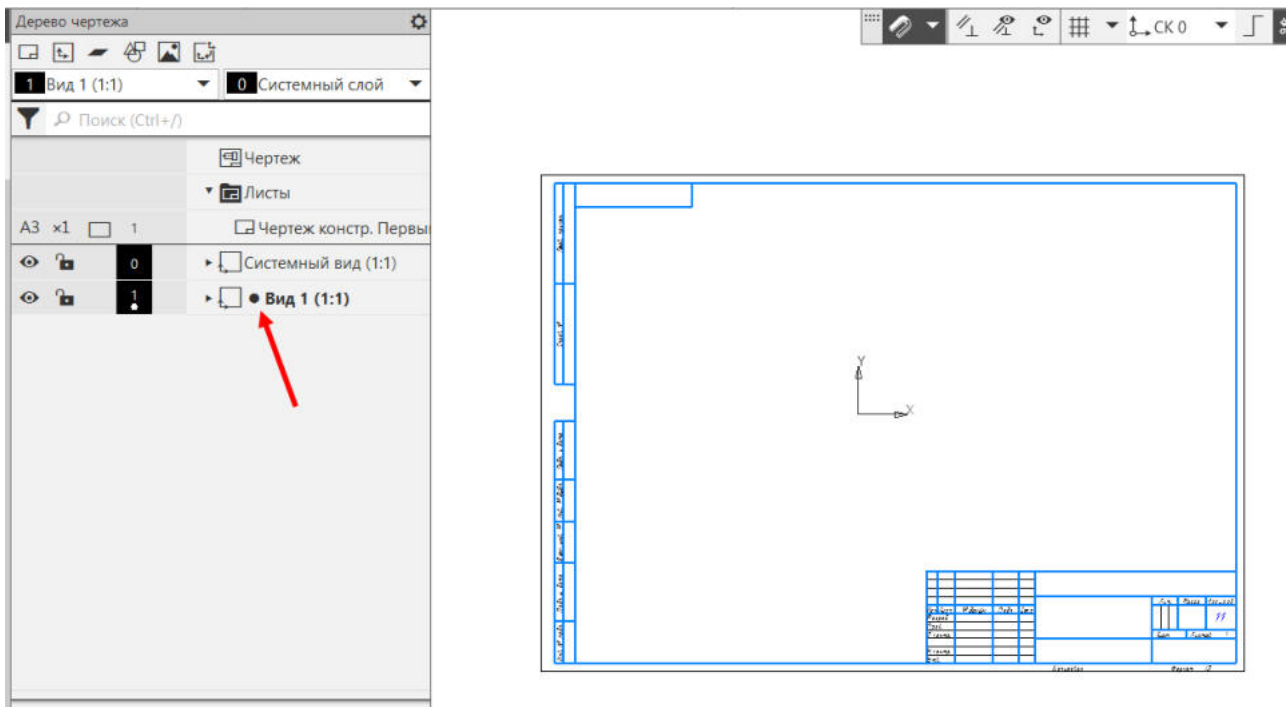 Дерево чертежа
СК 0
1 Вид 1 (1:1) 0 Системный слой
Поиск (Ctrl+/)
Чертеж
Листы
А3 ×1 1 Чертеж констр. Первы
0 Системный вид (1:1)
1 Вид 1 (1:1)
Y
X